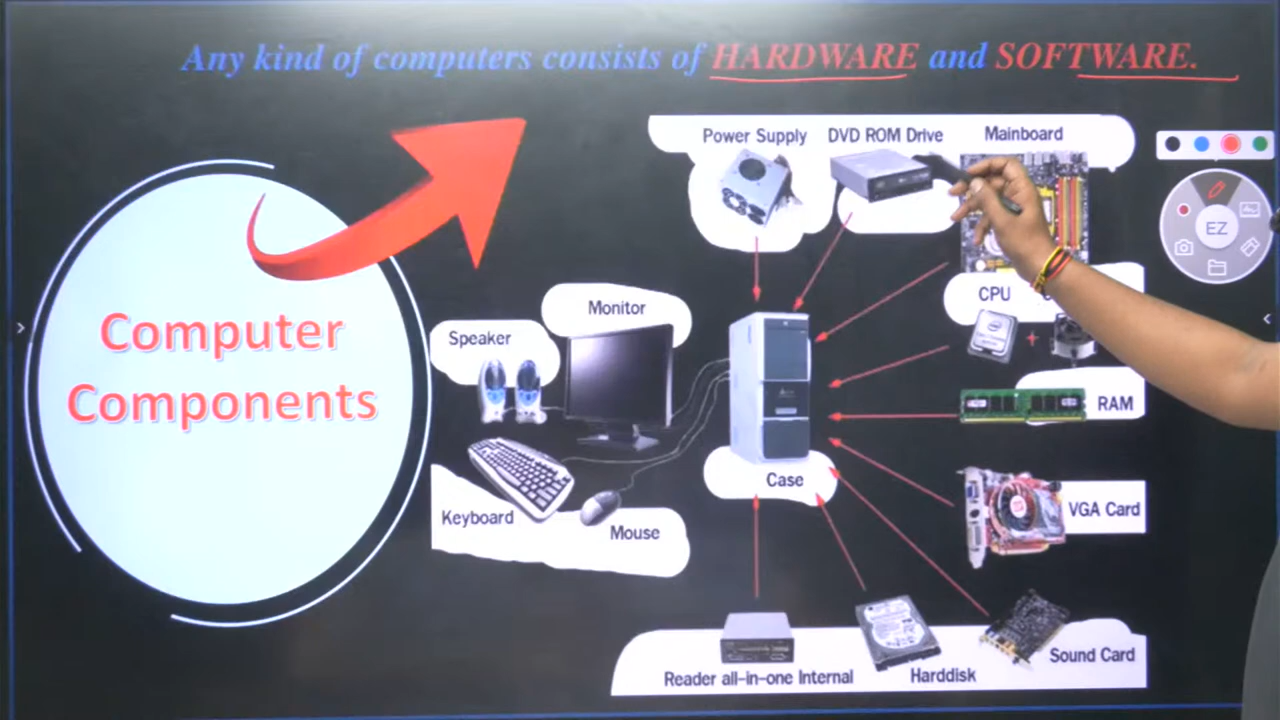 Any kind of computers consists of HARDWARE and SOFTWARE.
Power Supply
DVD ROM Drive
Mainboard
EZ
CPU
Monitor
Speaker
Computer
Components
RAM
Case
VGA Card
Keyboard
Mouse
Sound Card
Reader all-in-one Internal
Harddisk